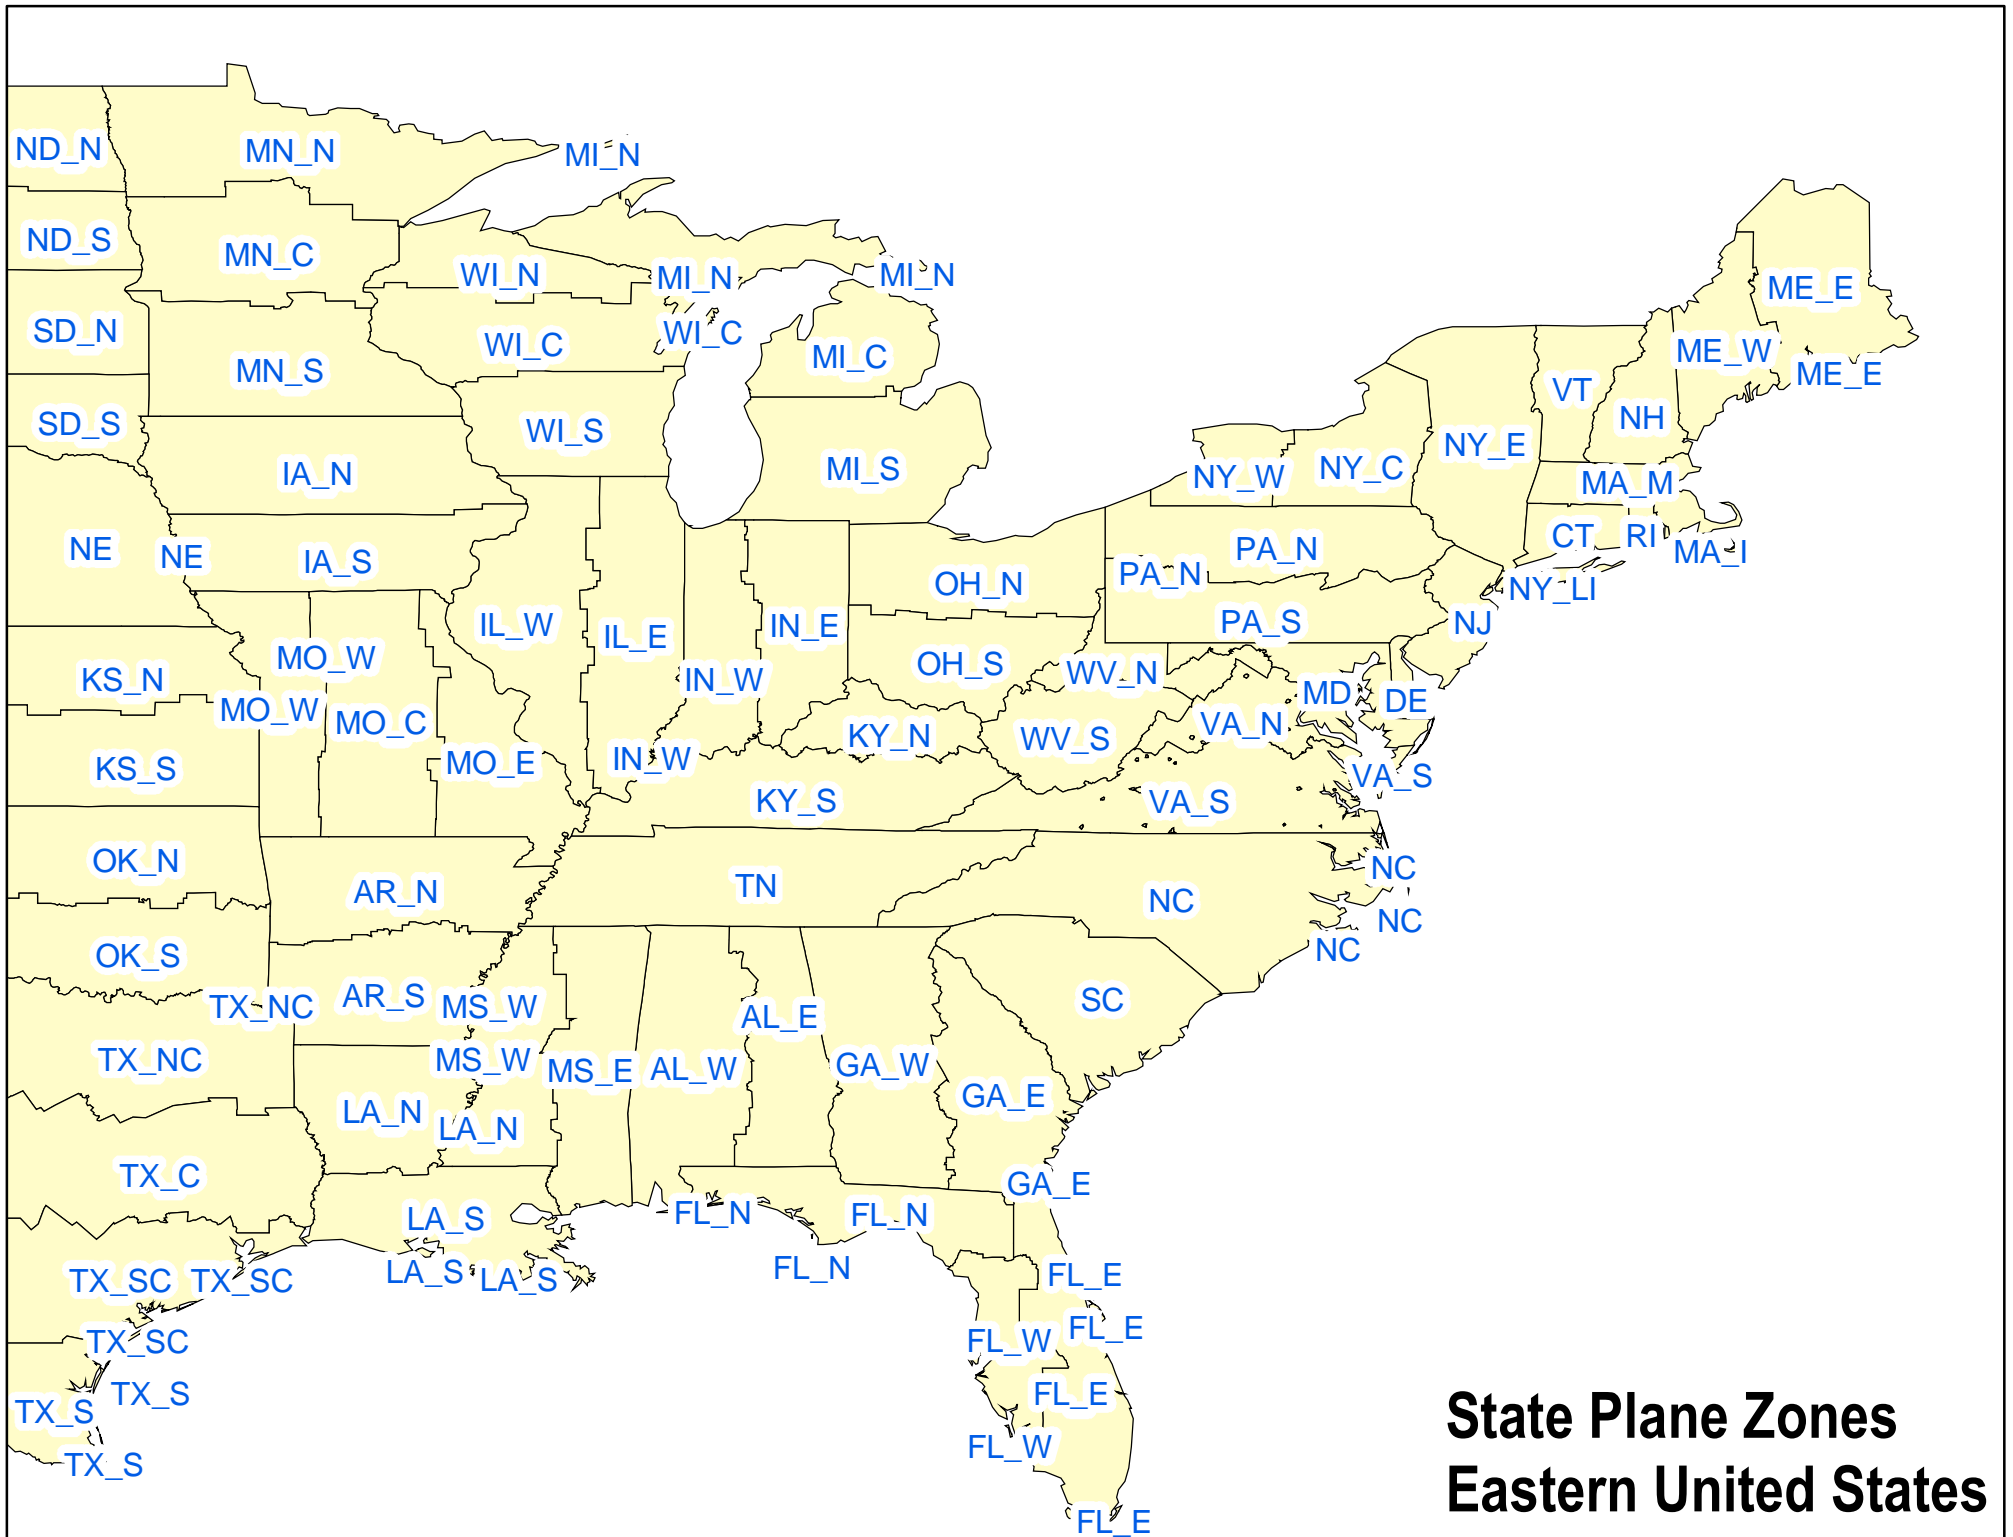 ND_N
MN_N
MI_N
ND_S
MN_C
WI_N
MI_N
MI_N
ME_E
SD_N
MN_S
WI_C
WI_C
MI_C
ME_W
ME_E
SD_S
WI_S
VT
NH
IA_N
MI_S
NY_W
NY_C
NY_E
MA_M
NE
NE
IA_S
OH_N
PA_N
PA_N
CT
RI
MA_I
NY_LI
IL_W
IL_E
IN_E
PA_S
NJ
KS_N
MO_W
MO_W
MO_C
IN_W
OH_S
WV_N
MD
DE
KS_S
MO_E
IN_W
KY_N
WV_S
VA_N
VA_S
KY_S
VA_S
OK_N
AR_N
TN
NC
NC
NC
NC
OK_S
TX_NC
AR_S
MS_W
AL_E
SC
TX_NC
MS_W
MS_E
AL_W
GA_W
GA_E
LA_N
LA_N
TX_C
GA_E
LA_S
FL_N
FL_N
TX_SC
TX_SC
LA_S
LA_S
FL_N
FL_E
TX_SC
FL_W
FL_E
TX_S
TX_S
FL_E
TX_S
FL_W
FL_E
State Plane Zones
Eastern United States